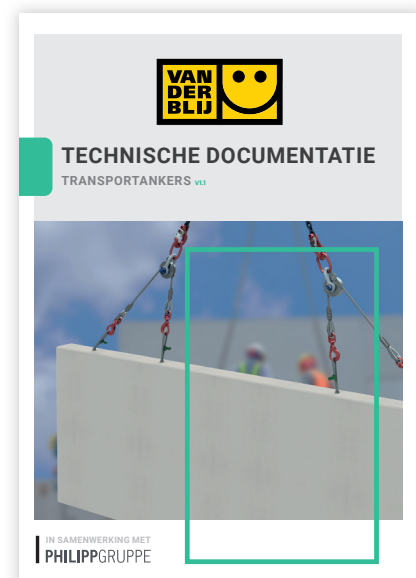 VAN
DER
BLIJ
TECHNISCHE DOCUMENTATIE
TRANSPORTANKERS V1.1
IN SAMENWERKING MET
PHILIPPGRUPPE